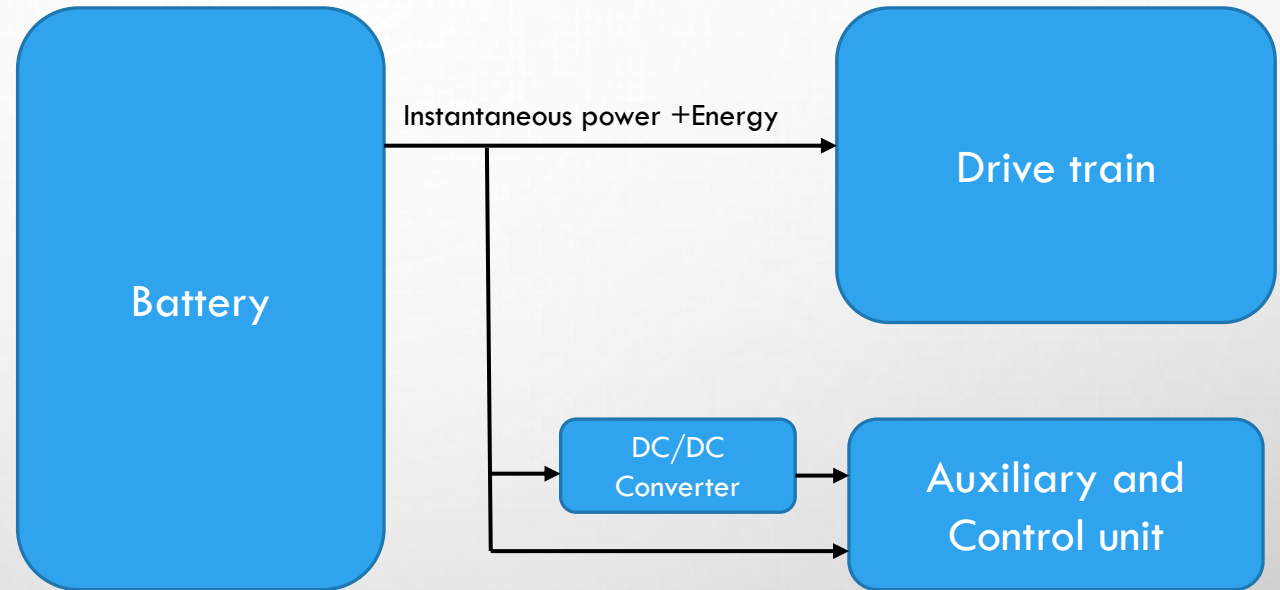 Instantaneous power +Energy
Drive train
Battery
DC/DC
Converter
Auxiliary and
Control unit